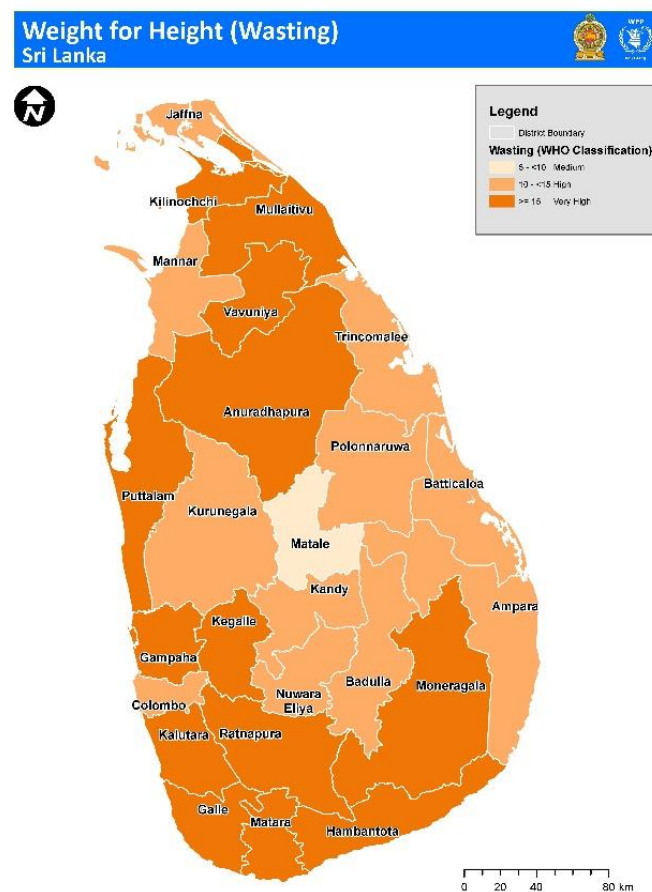 Weight for Height (Wasting)
Sri Lanka
WFP
N
Legend
District Boundary
Wasting (WHO Classification)
5 - <10 Medium
10 - <15 High
>= 15 Very High
Jaffna
Kilinochchi
Mullaitivu
Mannar
Vavuniya
Trincomalee
Anuradhapura
Polonnaruwa
Batticaloa
Puttalam
Kurunegala
Matale
Kandy
Ampara
Kegalle
Gampaha
Badulla
Moneragala
Nuwara
Eliya
Colombo
Kalutara
Ratnapura
Galle
Matara
Hambantota
0 20 40 80 km